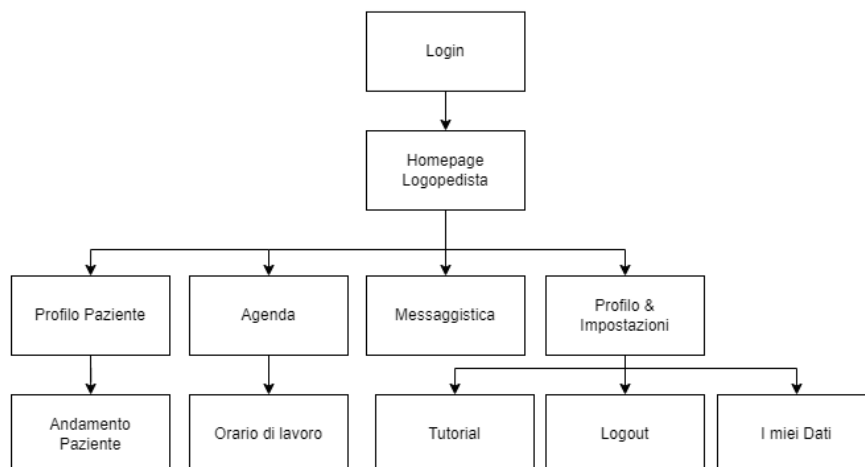 Login
Homepage
Logopedista
Profilo Paziente
Agenda
Messaggistica
Profilo &
Impostazioni
Andamento
Paziente
Orario di lavoro
Tutorial
Logout
I miei Dati